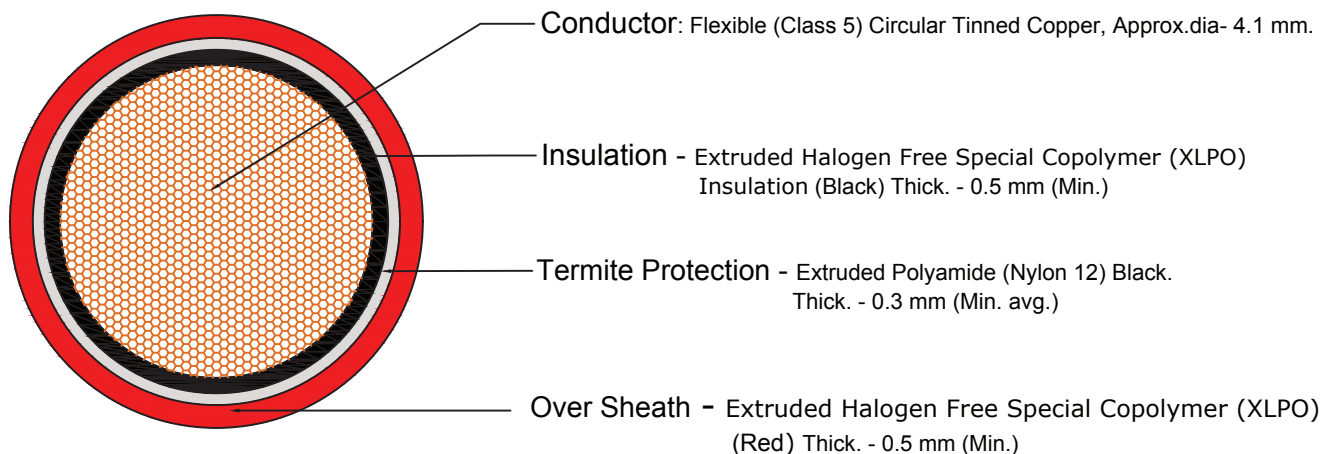 Conductor: Flexible (Class 5) Circular Tinned Copper, Approx.dia- 4.1 mm.
Insulation - Extruded Halogen Free Special Copolymer (XLPO)
Insulation (Black) Thick. - 0.5 mm (Min.)
Termite Protection - Extruded Polyamide (Nylon 12) Black.
Thick. - 0.3 mm (Min. avg.)
Over Sheath - Extruded Halogen Free Special Copolymer (XLPO)
(Red) Thick. - 0.5 mm (Min.)